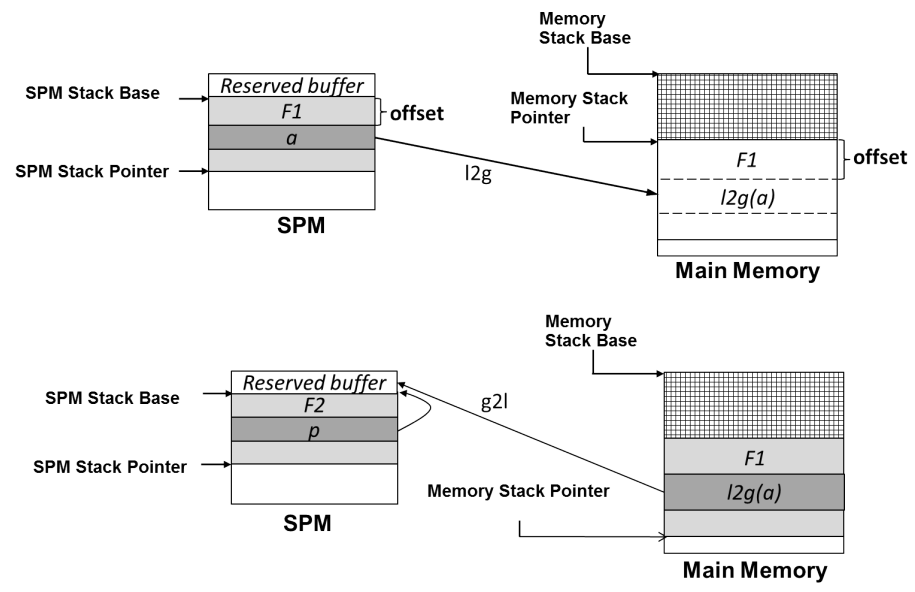 Memory
Stack Base
Reserved buffer
SPM Stack Base
F1
offset
Memory Stack
Pointer
a
F1
offset
SPM Stack Pointer
l2g
l2g(a)
SPM
Main Memory
Memory
Stack Base
Reserved buffer
SPM Stack Base
F2
g2l
p
F1
SPM Stack Pointer
Memory Stack Pointer
l2g(a)
SPM
Main Memory